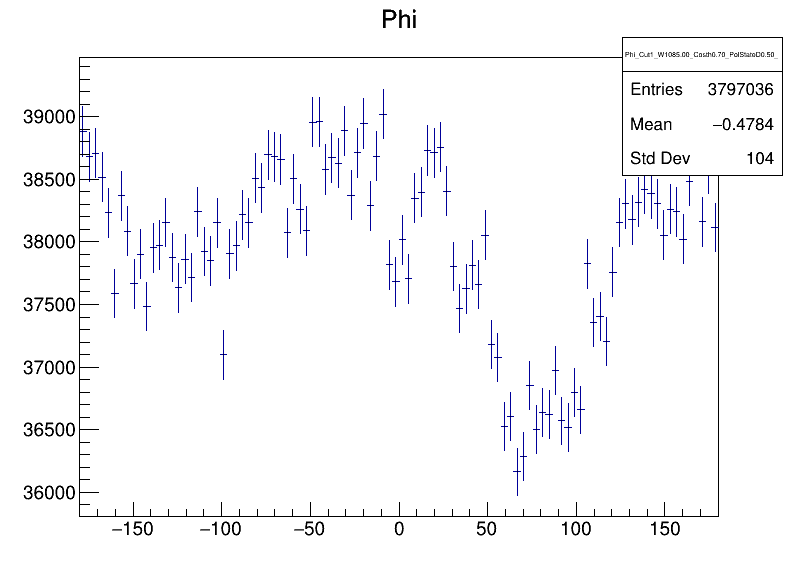 Phi
Phi_Cut1_W1085.00_Costh0.70_PolStateD0.50_
Entries 3797036
Mean −0.4784
Std Dev 104
39000
38500
38000
37500
37000
36500
36000
−150 −100 −50 0 50 100 150